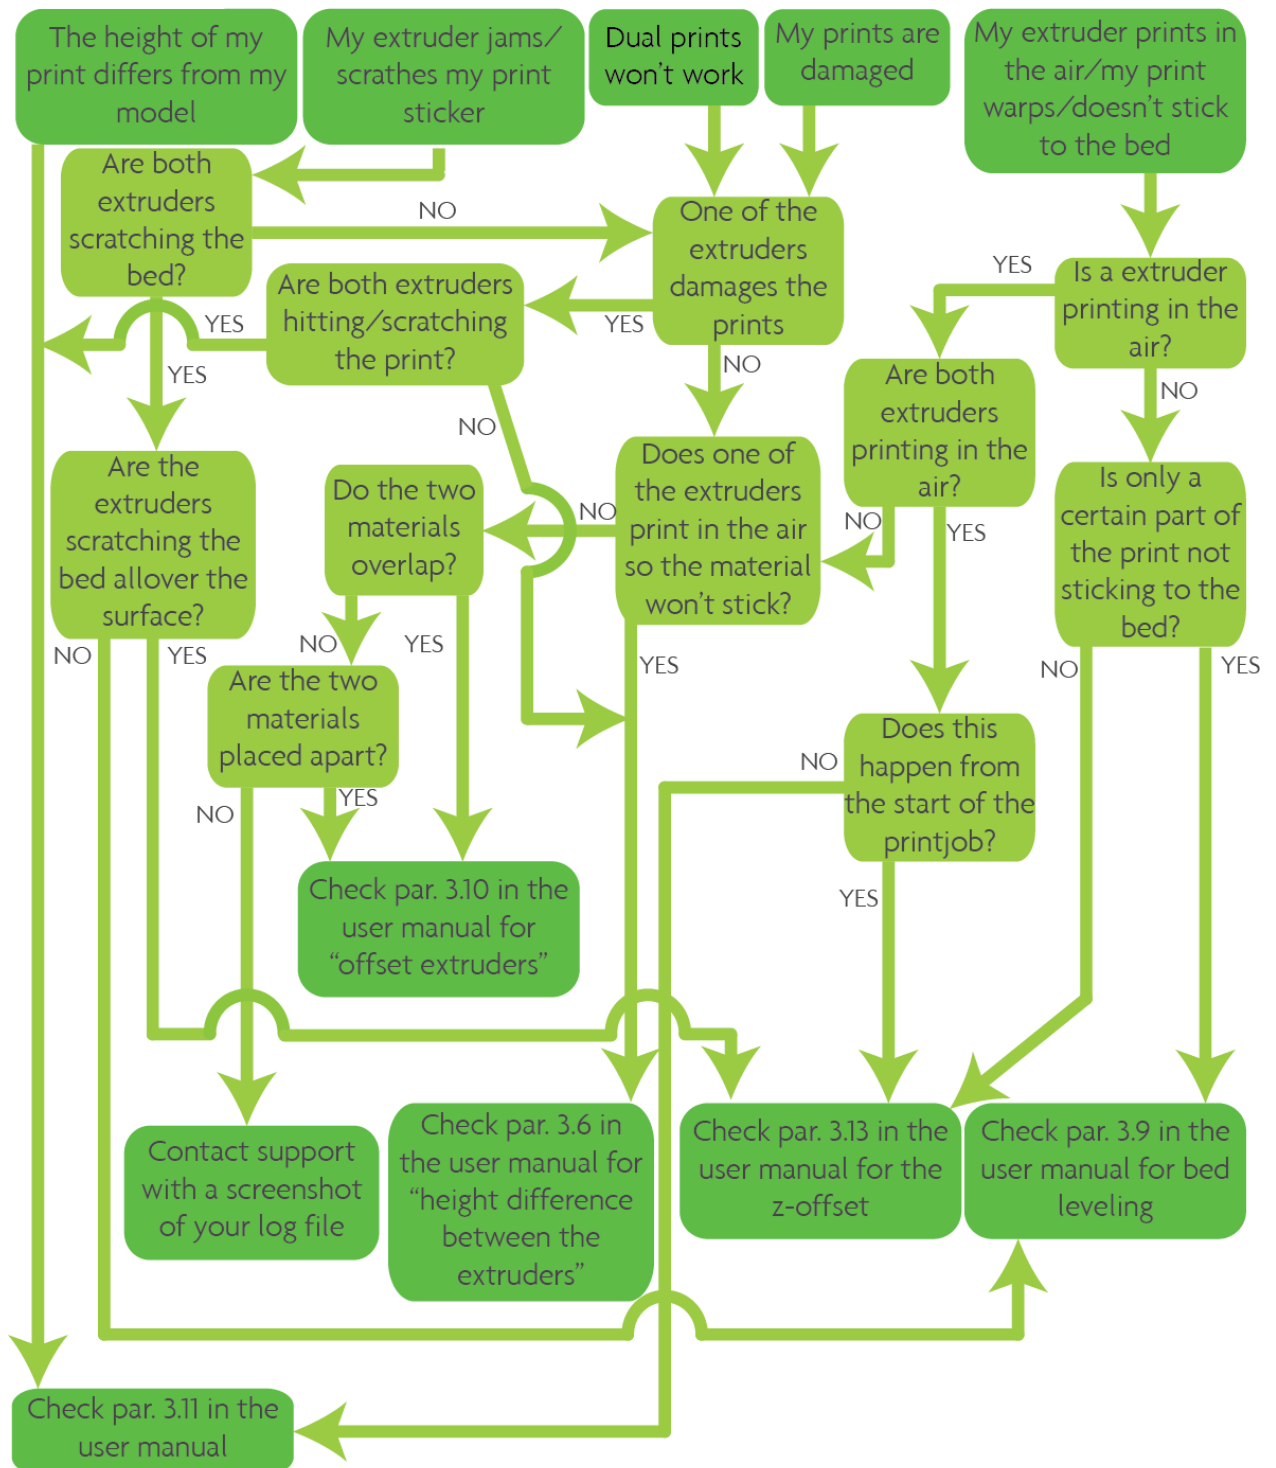 The height of my
print differs from my
model
My extruder jams/
scrathes my print
sticker
Dual prints
won't work
My prints are
damaged
My extruder prints in
the air/my print
warps/doesn't stick
to the bed
Are both
extruders
scratching the
bed?
NO
One of the
extruders
damages the
prints
YES
Is a extruder
printing in the
air?
Are both extruders
hitting/scratching
the print?
YES
YES
YES
NO
NO
NO
Are both
extruders
printing in the
air?
Are the
extruders
scratching the
bed allover the
surface?
Do the two
materials
overlap?
NO
Does one of
the extruders
print in the air
so the material
won't stick?
NO
YES
Is only a
certain part of
the print not
sticking to the
bed?
NO
YES
NO
YES
YES
NO
YES
Are the two
materials
placed apart?
Does this
happen from
the start of the
printjob?
NO
NO
YES
YES
Check par. 3.10 in the
user manual for
“offset extruders”
Contact support
with a screenshot
of your log file
Check par. 3.6 in
the user manual for
“height difference
between the
extruders”
Check par. 3.13 in the
user manual for the
z-offset
Check par. 3.9 in the
user manual for bed
leveling
Check par. 3.11 in the
user manual